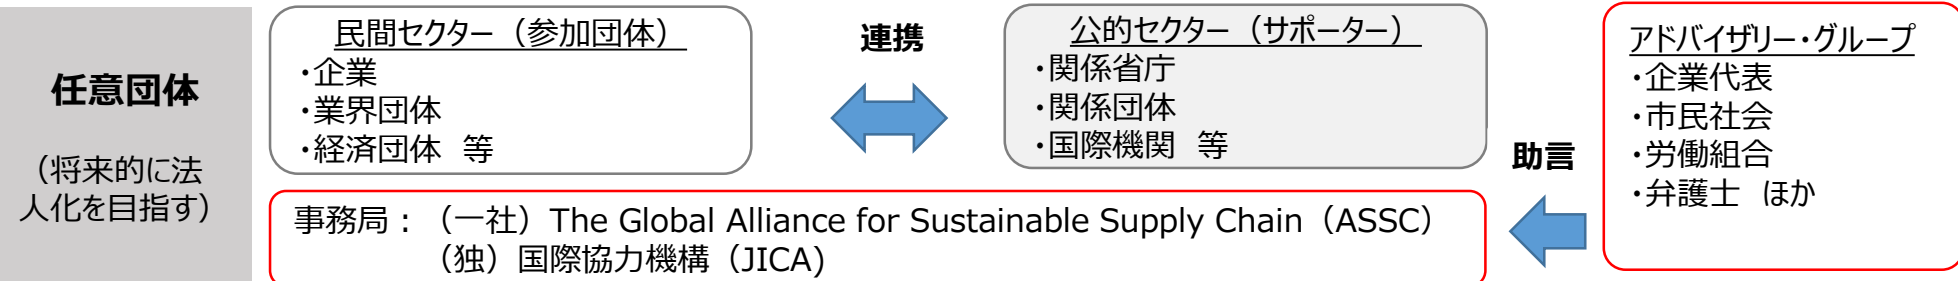 任意団体
（将来的に法
人化を目指す）
民間セクター（参加団体）
・企業
・業界団体
・経済団体　等
連携
公的セクター（サポーター）
・関係省庁
・関係団体
・国際機関　等
事務局：（一社）The Global Alliance for Sustainable Supply Chain（ASSC）
（独）国際協力機構（JICA)
助言
アドバイザリー・グループ
・企業代表
・市民社会
・労働組合
・弁護士　ほか